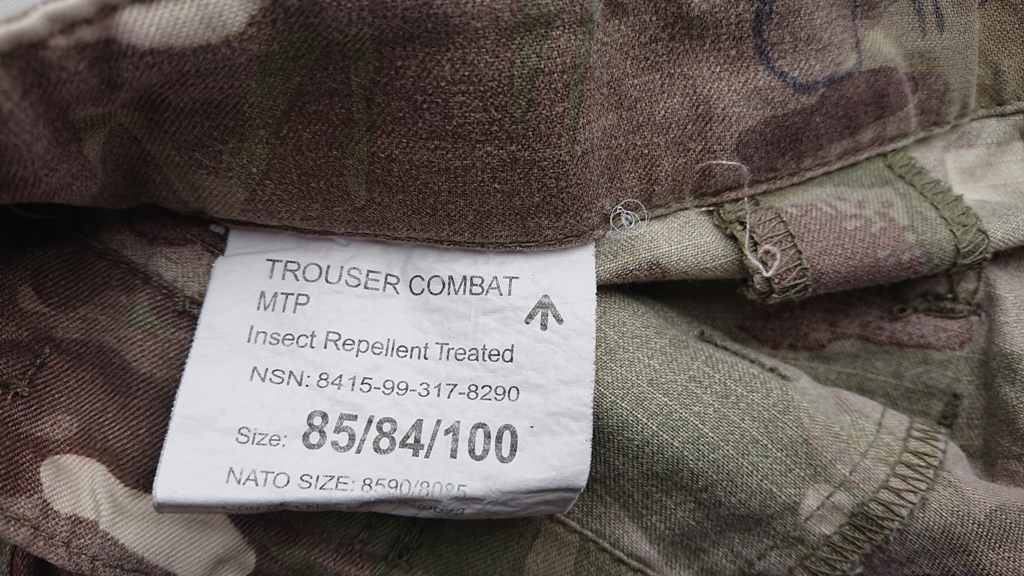 TROUSER COMBAT
MTP
Insect Repellent Treated
NSN: 8415-99-317-8290
Size: 85/84/100
NATO SIZE: 8590/8085